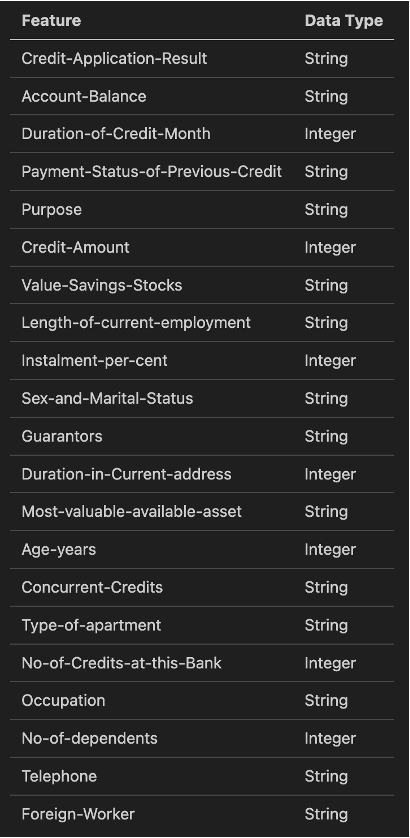 Feature Data Type
Credit-Application-Result String
Account-Balance String
Duration-of-Credit-Month Integer
Payment-Status-of-Previous-Credit String
Purpose String
Credit-Amount Integer
Value-Savings-Stocks String
Length-of-current-employment String
Instalment-per-cent Integer
Sex-and-Marital-Status String
Guarantors String
Duration-in-Current-address Integer
Most-valuable-available-asset String
Age-years Integer
Concurrent-Credits String
Type-of-apartment String
No-of-Credits-at-this-Bank Integer
Occupation String
No-of-dependents Integer
Telephone String
Foreign-Worker String